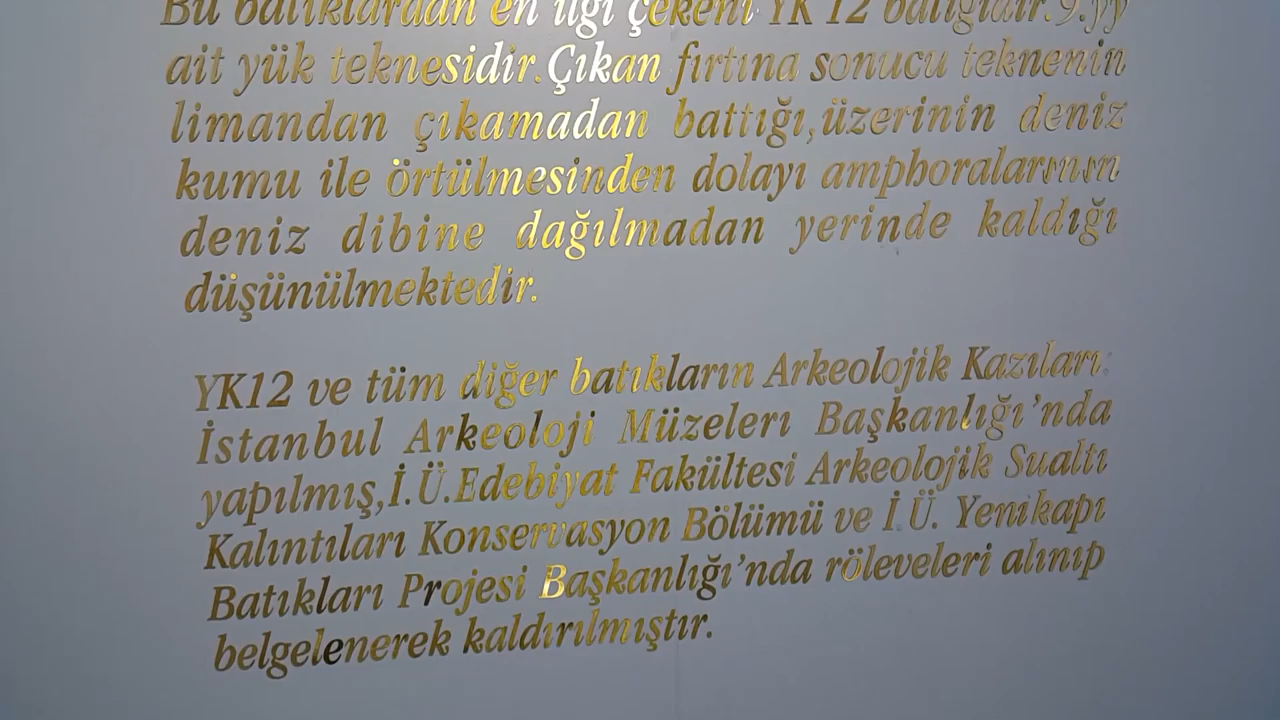 Bu batıklardan en ilgi çekeni YK 12 batığıdır.9.yy
ait yük teknesidir.Çıkan fırtına sonucu teknenin
limandan çıkamadan battığı,üzerinin deniz
kumu ile örtülmesinden dolayı amphoralarının
deniz dibine dağılmadan yerinde kaldığı
düşünülmektedir.
YK12 ve tüm diğer batıkların Arkeolojik Kazıları
İstanbul Arkeoloji Müzeleri Başkanlığı'nda
yapılmış,İ.Ü.Edebiyat Fakültesi Arkeolojik Sualtı
Kalıntıları Konservasyon Bölümü ve İ.Ü. Yenikapı
Batıkları Projesi Başkanlığı'nda röleveleri alınıp
belgelenerek kaldırılmıştır.